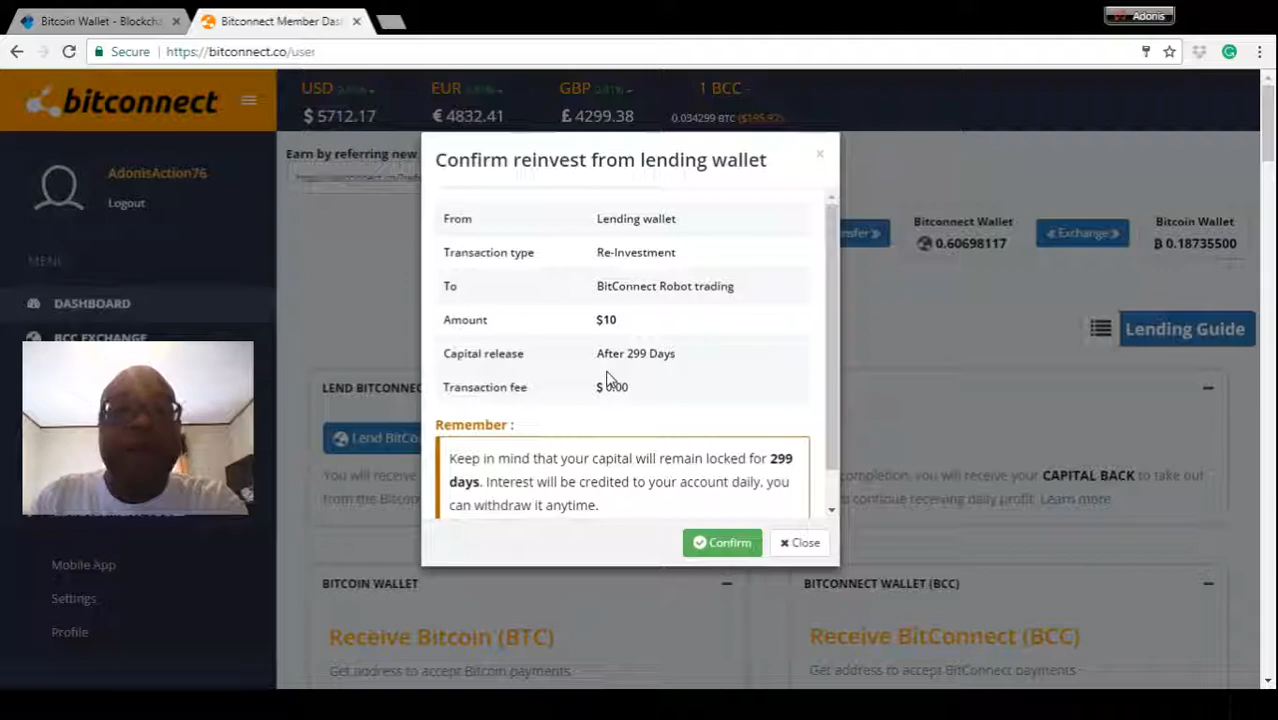 Bitcoin Wallet - Blockcha
Bitconnect Member Das
Adonis
Secure https://bitconnect.co/user
bitconnect
USD
EUR
GBP
1 BCC
$ 5712.17
€ 4832.41
£ 4299.38
0.034299 BTC
Earn by referring new
AdonisAction76
Logout
MENU
DASHBOARD
BCC EXCHANGE
Mobile App
Settings
Profile
Bitconnect Wallet
0.60698117
Exchange
Bitcoin Wallet
0.18735500
Lending Guide
Confirm reinvest from lending wallet
From Lending wallet
Transaction type Re-Investment
To BitConnect Robot trading
Amount $10
Capital release After 299 Days
Transaction fee $ 0.00
Remember :
Keep in mind that your capital will remain locked for 299
days. Interest will be credited to your account daily, you
can withdraw it anytime.
Confirm
Close
LEND BITCONNEC
Lend BitCo
You will receive
from the Bitcon
completion, you will receive your CAPITAL BACK to take out
to continue receiving daily profit. Learn more
BITCOIN WALLET
Receive Bitcoin (BTC)
Get address to accept Bitcoin payments
BITCONNECT WALLET (BCC)
Receive BitConnect (BCC)
Get address to accept BitConnect payments